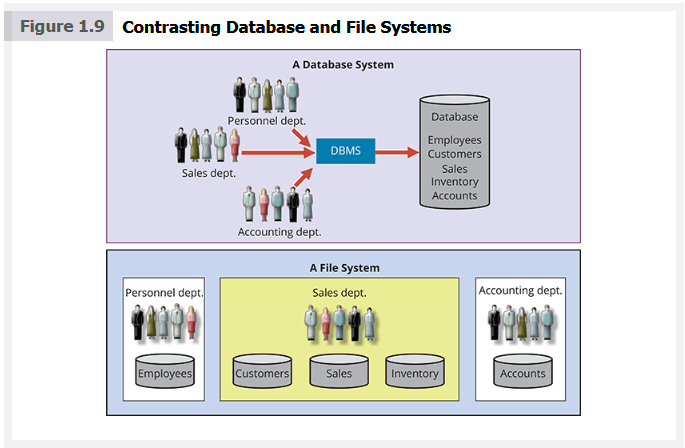 Figure 1.9 Contrasting Database and File Systems
A Database System
Personnel dept.
Sales dept.
Accounting dept.
DBMS
Database
Employees
Customers
Sales
Inventory
Accounts
A File System
Personnel dept.
Employees
Sales dept.
Customers
Sales
Inventory
Accounting dept.
Accounts